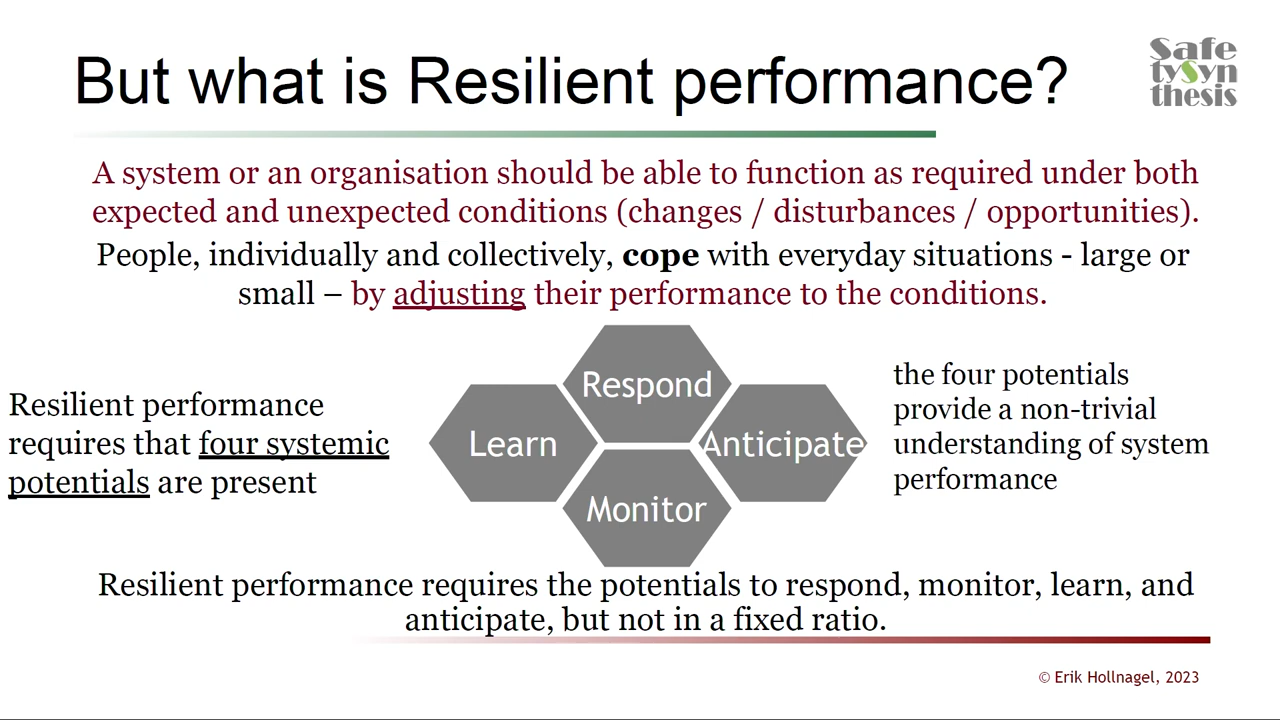 But what is Resilient performance?
Safe
tySyn
thesis
A system or an organisation should be able to function as required under both
expected and unexpected conditions (changes / disturbances / opportunities).
People, individually and collectively, cope with everyday situations - large or
small – by adjusting their performance to the conditions.
Resilient performance
requires that four systemic
potentials are present
Respond
Learn
Anticipate
Monitor
the four potentials
provide a non-trivial
understanding of system
performance
Resilient performance requires the potentials to respond, monitor, learn, and
anticipate, but not in a fixed ratio.
© Erik Hollnagel, 2023